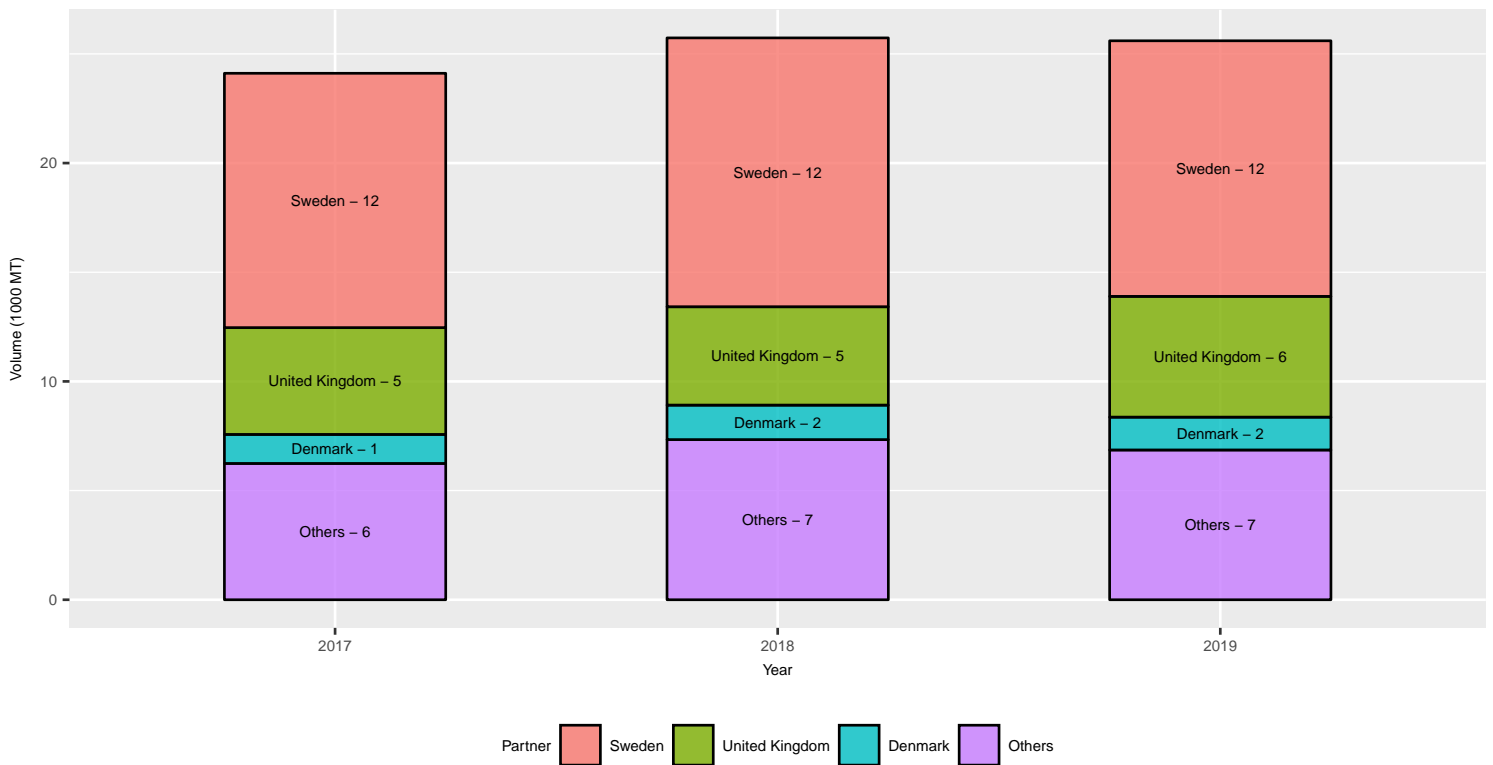 Volume (1000 MT)
20
10
0
Sweden – 12
United Kingdom – 5
Denmark – 1
Others – 6
Sweden – 12
United Kingdom – 5
Denmark – 2
Others – 7
Sweden – 12
United Kingdom – 6
Denmark – 2
Others – 7
2017 2018 2019
Year
Partner Sweden United Kingdom Denmark Others